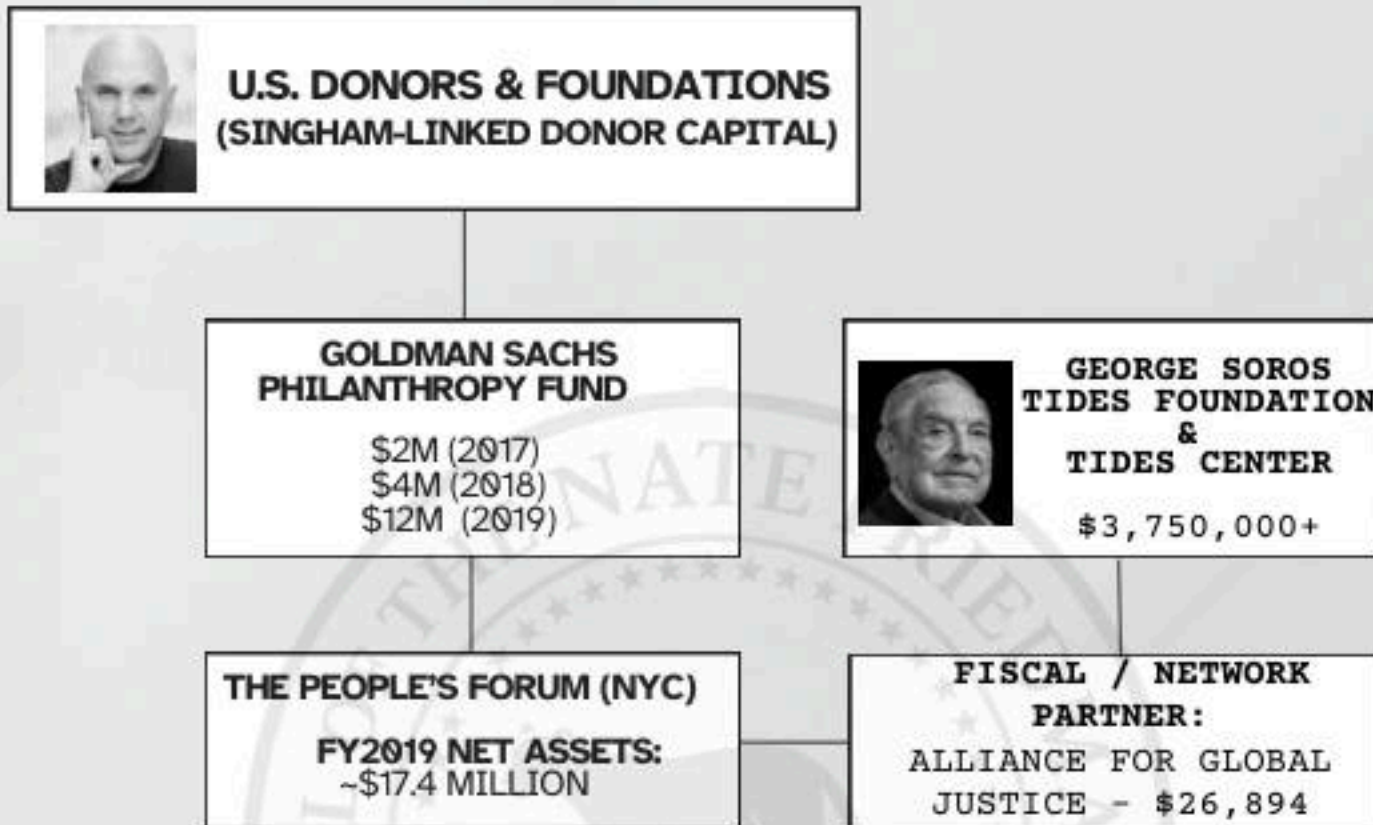 U.S. DONORS & FOUNDATIONS
(SINGHAM-LINKED DONOR CAPITAL)
GOLDMAN SACHS
PHILANTHROPY FUND
$2M (2017)
$4M (2018)
$12M (2019)
GEORGE SOROS
TIDES FOUNDATION
&
TIDES CENTER
$3,750,000+
THE PEOPLE'S FORUM (NYC)
FY2019 NET ASSETS:
~$17.4 MILLION
FISCAL / NETWORK
PARTNER:
ALLIANCE FOR GLOBAL
JUSTICE - $26,894
OF THE